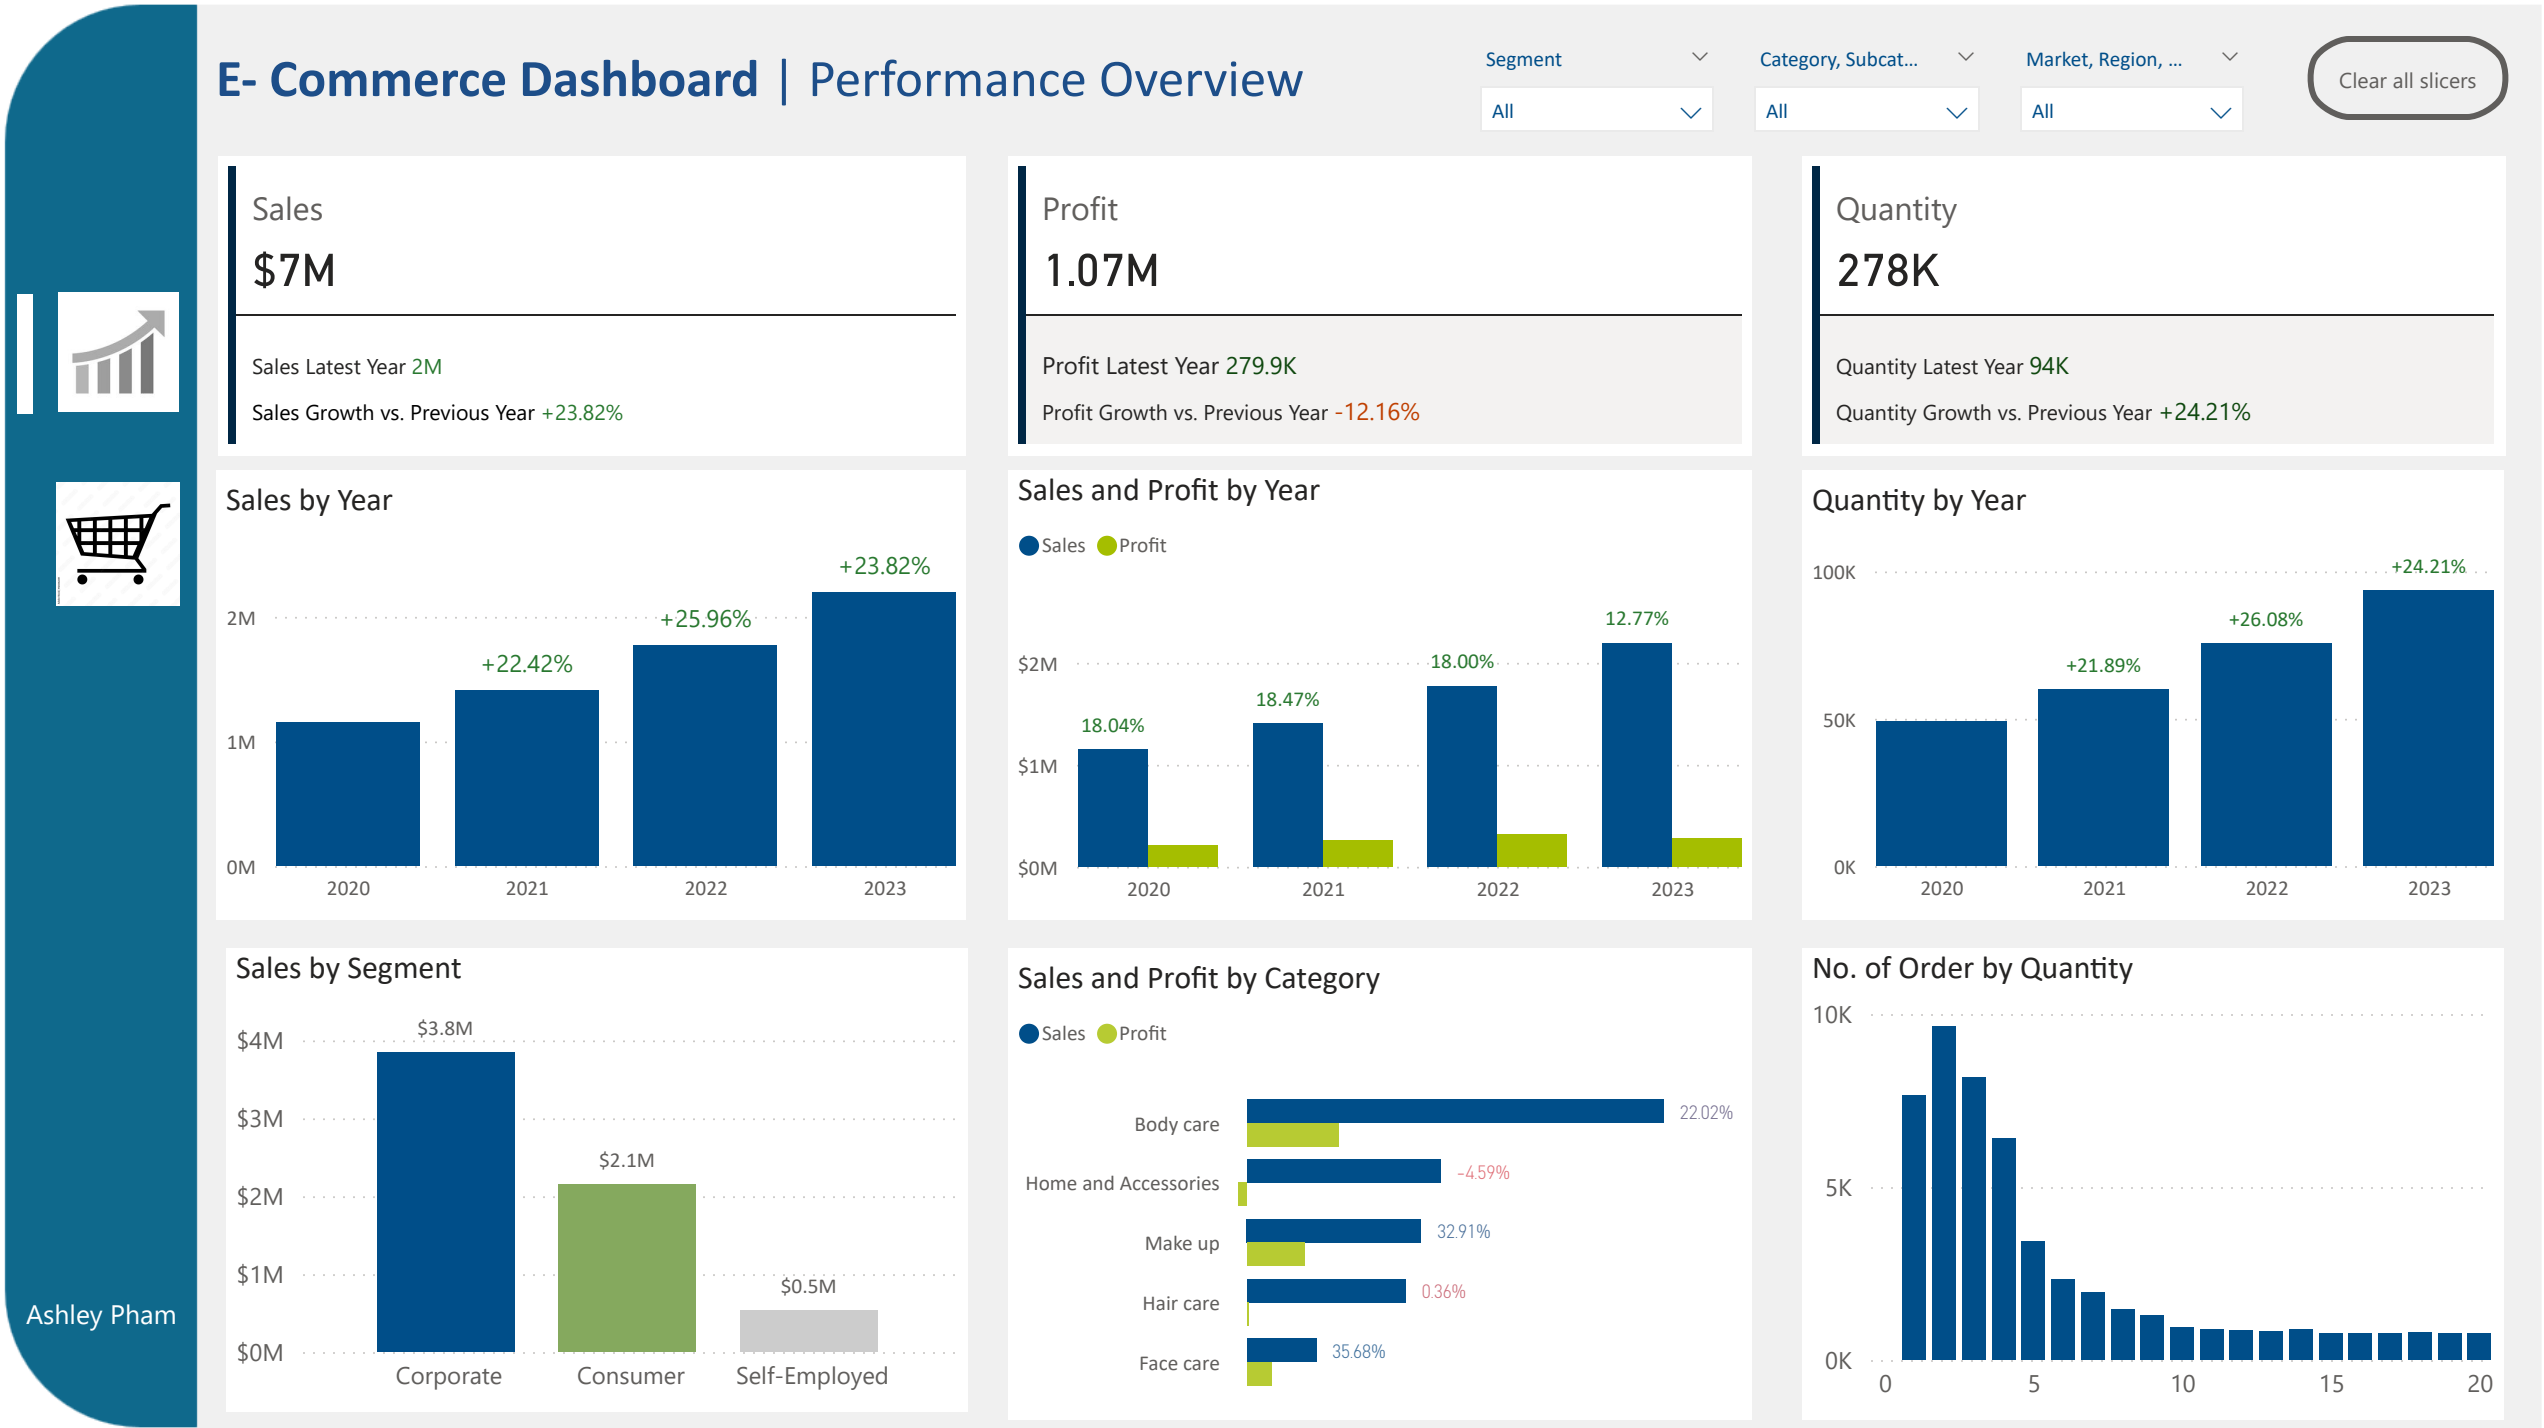 E- Commerce Dashboard | Performance Overview
Segment
All
Category, Subcat...
All
Market, Region, ...
All
Clear all slicers
Sales
$7M
Sales Latest Year 2M
Sales Growth vs. Previous Year +23.82%
Profit
1.07M
Profit Latest Year 279.9K
Profit Growth vs. Previous Year -12.16%
Quantity
278K
Quantity Latest Year 94K
Quantity Growth vs. Previous Year +24.21%
Sales by Year
+23.82%
2M
+25.96%
+22.42%
1M
0M
2020 2021 2022 2023
Sales and Profit by Year
Sales Profit
12.77%
$2M
18.00%
18.47%
18.04%
$1M
$0M
2020 2021 2022 2023
Quantity by Year
100K
+24.21%
+26.08%
+21.89%
50K
0K
2020 2021 2022 2023
Sales by Segment
$4M
$3.8M
$3M
$2.1M
$2M
$1M
$0.5M
$0M
Corporate Consumer Self-Employed
Sales and Profit by Category
Sales Profit
Body care 22.02%
Home and Accessories -4.59%
Make up 32.91%
Hair care 0.36%
Face care 35.68%
No. of Order by Quantity
10K
5K
0K
0 5 10 15 20
Ashley Pham